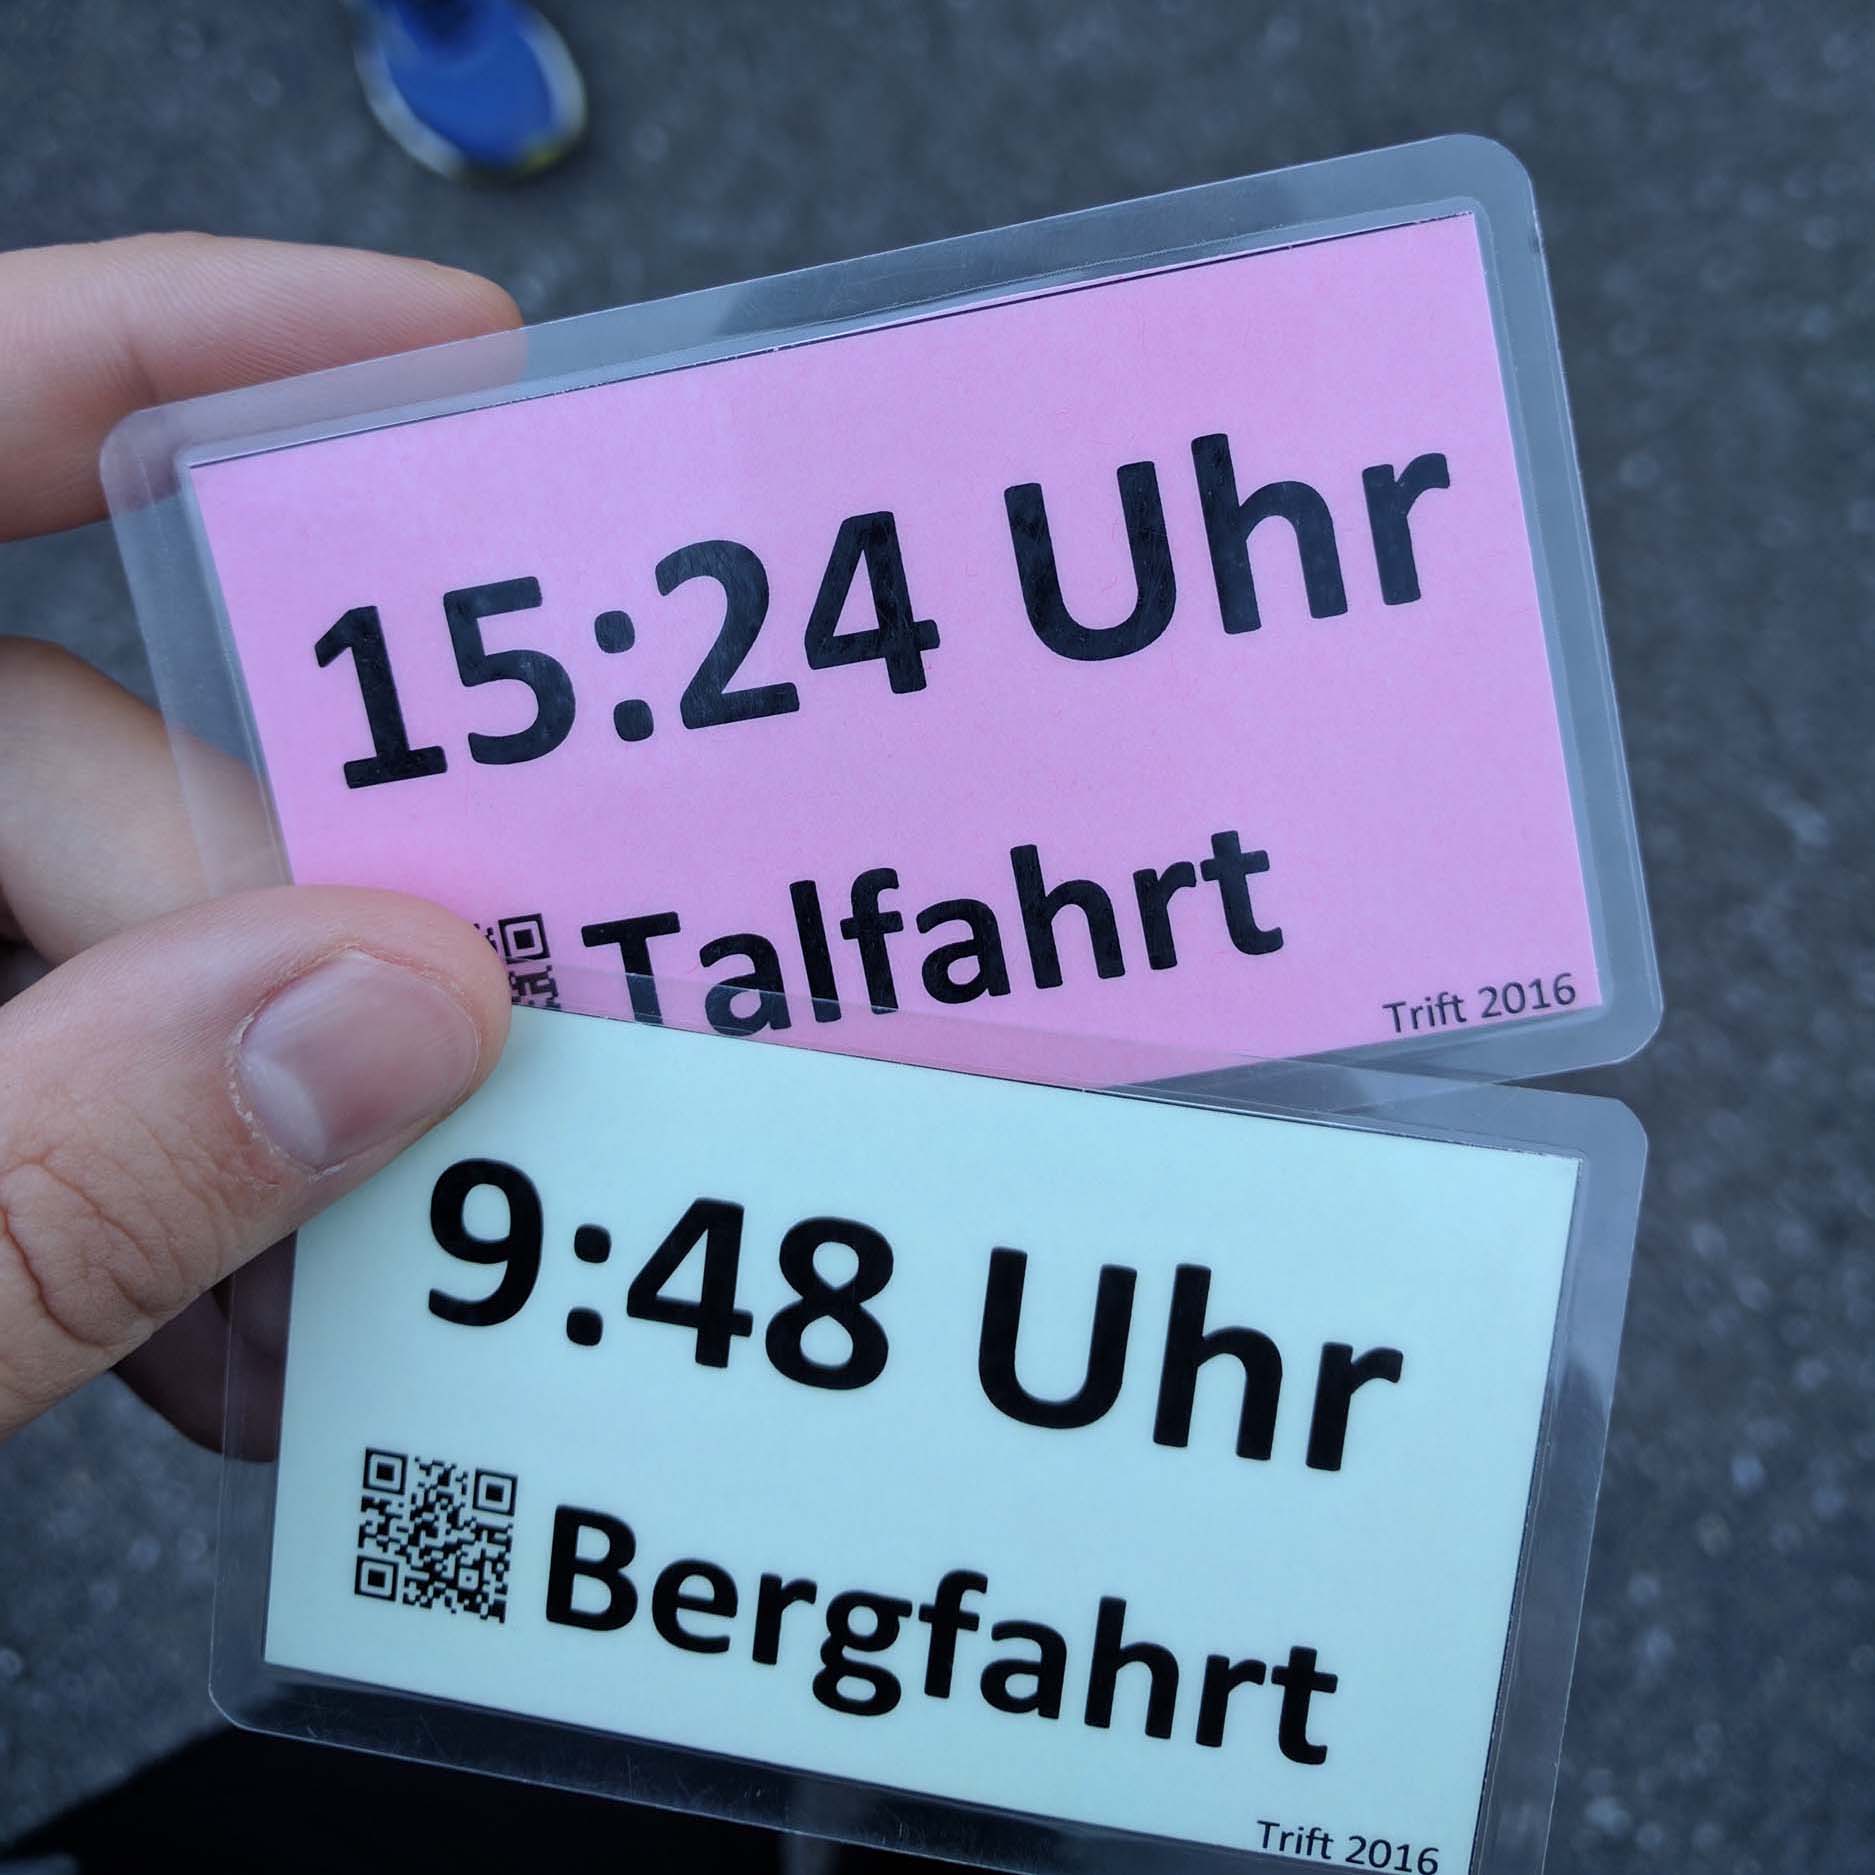 15:24 Uhr
Talfahrt
Trift 2016
9:48 Uhr
Bergfahrt
Trift 2016